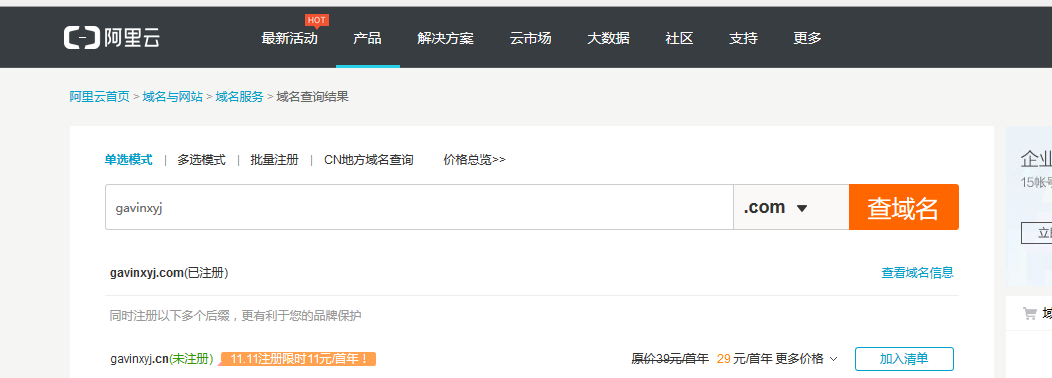 HOT
阿里云 最新活动 产品 解决方案 云市场 大数据 社区 支持 更多
阿里云首页 > 域名与网站 > 域名服务 > 域名查询结果
单选模式 | 多选模式 | 批量注册 | CN地方域名查询 价格总览>>
企业
15帐号
gavinxyj .com 查域名
gavinxyj.com(已注册) 查看域名信息
同时注册以下多个后缀，更有利于您的品牌保护
域
gavinxyj.cn(未注册) 11.11注册限时11元/首年！ 原价39元/首年 29 元/首年 更多价格 加入清单